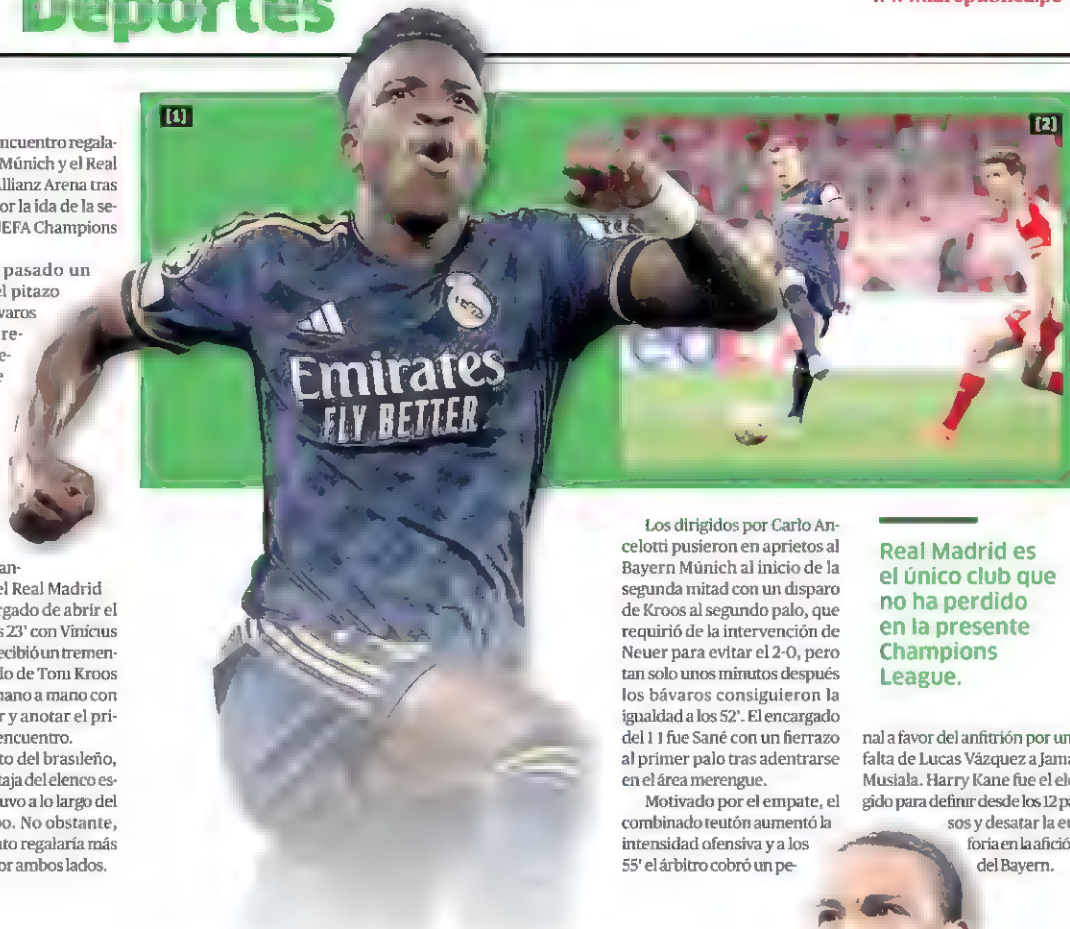 Deportes
[1]
[2]
Emirates
FLY BETTER
ncuentro regala-
Múnich y el Real
llianz Arena tras
or la ida de la se-
EFA Champions
pasado un
el pitazo
varos
re-
e-
e
an-
el Real Madrid
rgado de abrir el
s 23' con Vinícius
ecibió un tremen-
lo de Toni Kroos
nano a mano con
r y anotar el pri-
encuentro.
to del brasileño,
taja del elenco es-
uvo a lo largo del
po. No obstante,
nto regalaría más
or ambos lados.
Los dirigidos por Carlo An-
celotti pusieron en aprietos al
Bayern Múnich al inicio de la
segunda mitad con un disparo
de Kroos al segundo palo, que
requirió de la intervención de
Neuer para evitar el 2-0, pero
tan solo unos minutos después
los bávaros consiguieron la
igualdad a los 52'. El encargado
del 1 1 fue Sané con un fierrazo
al primer palo tras adentrarse
en el área merengue.
Motivado por el empate, el
combinado teutón aumentó la
intensidad ofensiva y a los
55' el árbitro cobró un pe-
Real Madrid es
el único club que
no ha perdido
en la presente
Champions
League.
nal a favor del anfitrión por un
falta de Lucas Vázquez a Jama
Musiala. Harry Kane fue el ele
gido para definir desde los 12 pa
sos y desatar la eu
foria en la afició
del Bayern.